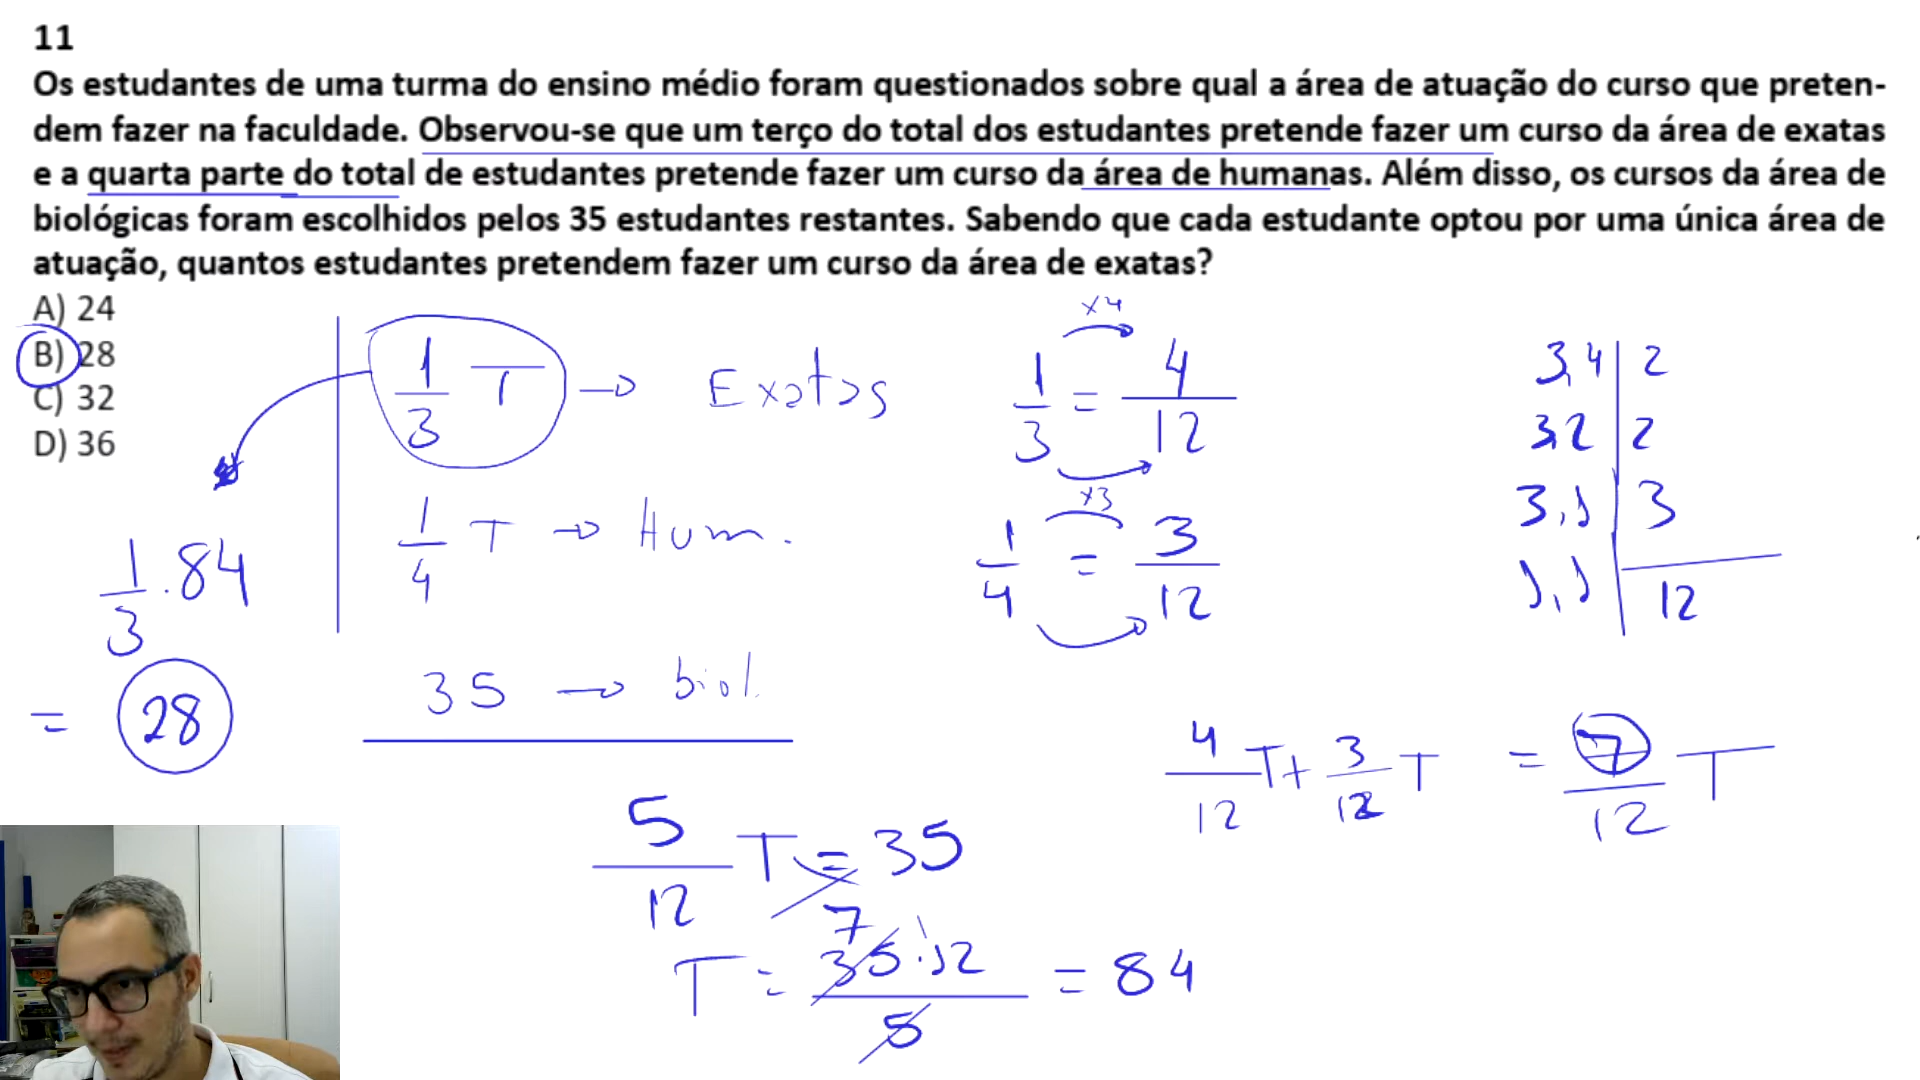 11
Os estudantes de uma turma do ensino médio foram questionados sobre qual a área de atuação do curso que preten-
dem fazer na faculdade. Observou-se que um terço do total dos estudantes pretende fazer um curso da área de exatas
e a quarta parte do total de estudantes pretende fazer um curso da área de humanas. Além disso, os cursos da área de
biológicas foram escolhidos pelos 35 estudantes restantes. Sabendo que cada estudante optou por uma única área de
atuação, quantos estudantes pretendem fazer um curso da área de exatas?
A) 24
B) 28
C) 32
D) 36
1/3 T → Exatas
1/4 T → Hum.
35 → biol.
1/3 . 84
= 28
x4
1/3 = 4/12
x3
1/4 = 3/12
3,4 | 2
3,2 | 2
3,1 | 3
1,1 | 12
4/12 T + 3/12 T = 7/12 T
5/12 T = 35
7
T = 35.12/5 = 84